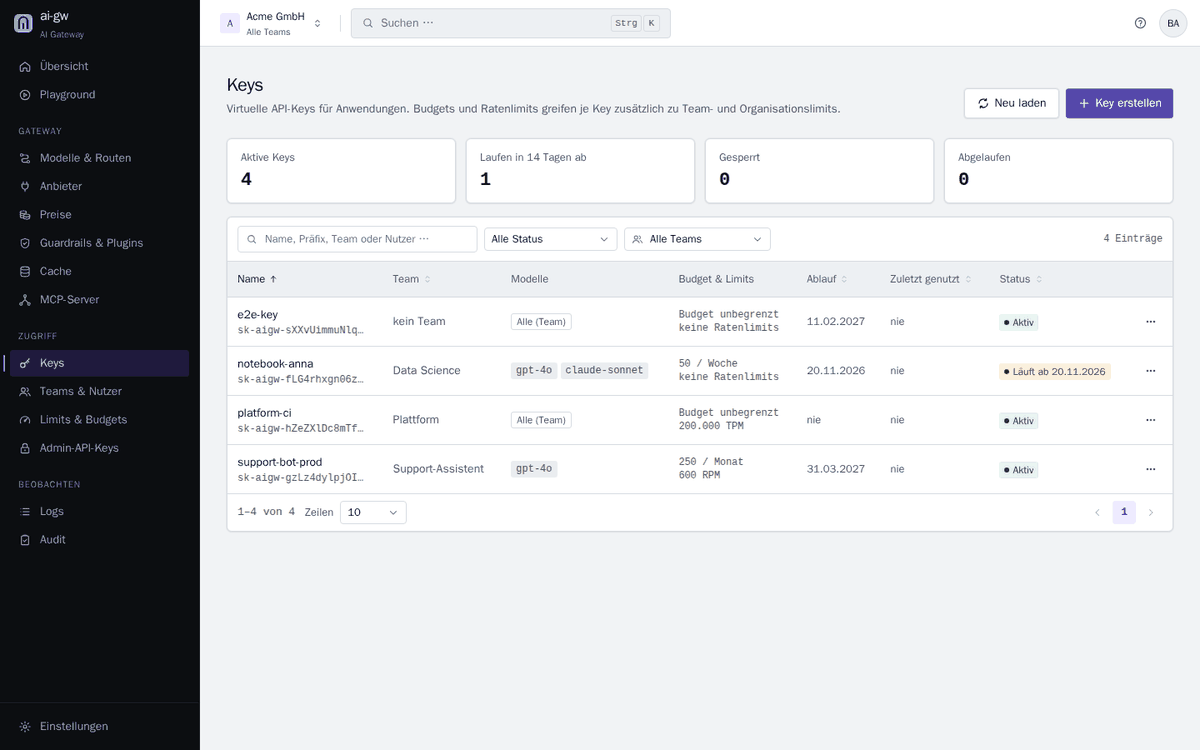 ai-gw
AI Gateway
Übersicht
Playground
GATEWAY
Modelle & Routen
Anbieter
Preise
Guardrails & Plugins
Cache
MCP-Server
ZUGRIFF
Keys
Teams & Nutzer
Limits & Budgets
Admin-API-Keys
BEOBACHTEN
Logs
Audit
Einstellungen
A
Acme GmbH
Alle Teams
Suchen ⋯
Strg K
BA
Keys
Virtuelle API-Keys für Anwendungen. Budgets und Ratenlimits greifen je Key zusätzlich zu Team- und Organisationslimits.
Neu laden
Key erstellen
Aktive Keys
4
Laufen in 14 Tagen ab
1
Gesperrt
0
Abgelaufen
0
Name, Präfix, Team oder Nutzer ⋯
Alle Status
Alle Teams
4 Einträge
Name Team Modelle Budget & Limits Ablauf Zuletzt genutzt Status
e2e-key
sk-aigw-sXXvUimmuNlq…
kein Team
Alle (Team)
Budget unbegrenzt
keine Ratenlimits
11.02.2027
nie
Aktiv
notebook-anna
sk-aigw-fLG4rhxgn06z…
Data Science
gpt-4o claude-sonnet
50 / Woche
keine Ratenlimits
20.11.2026
nie
Läuft ab 20.11.2026
platform-ci
sk-aigw-hZeZXlDc8mTf…
Plattform
Alle (Team)
Budget unbegrenzt
200.000 TPM
nie
nie
Aktiv
support-bot-prod
sk-aigw-gzLz4dylpjOI…
Support-Assistent
gpt-4o
250 / Monat
600 RPM
31.03.2027
nie
Aktiv
1–4 von 4 Zeilen 10
1